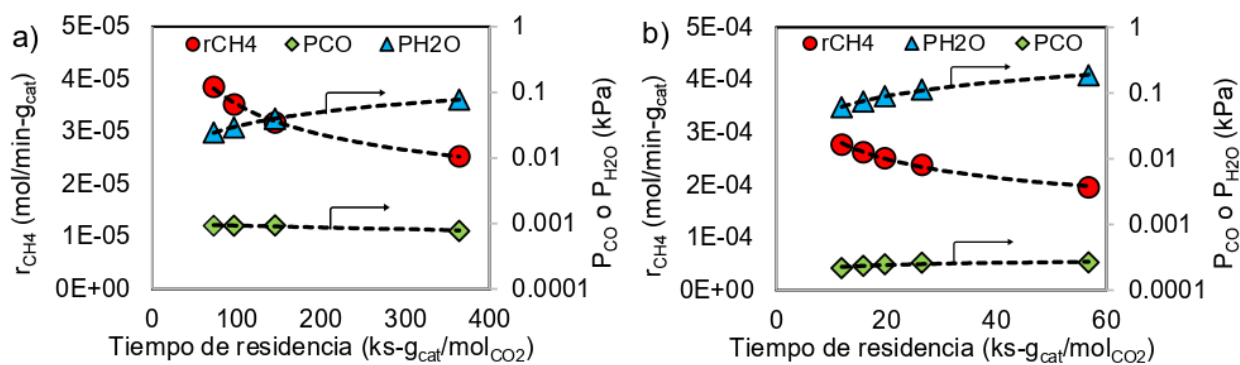 a)
rCH4 PCO PH2O
5E-05
4E-05
3E-05
2E-05
1E-05
0E+00
r_CH4 (mol/min-g_cat)
1
0.1
0.01
0.001
0.0001
P_CO o P_H2O (kPa)
0 100 200 300 400
Tiempo de residencia (ks-g_cat/mol_CO2)
b)
rCH4 PH2O PCO
5E-04
4E-04
3E-04
2E-04
1E-04
0E+00
r_CH4 (mol/min-g_cat)
1
0.1
0.01
0.001
0.0001
P_CO o P_H2O (kPa)
0 20 40 60
Tiempo de residencia (ks-g_cat/mol_CO2)